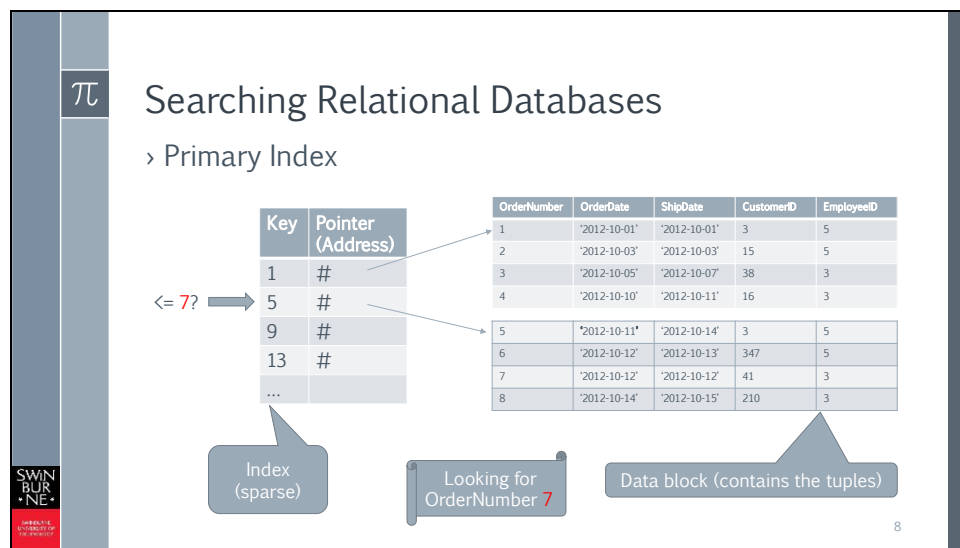 π
Searching Relational Databases
› Primary Index
Key Pointer (Address)
1 #
5 #
9 #
13 #
...
<= 7?
OrderNumber OrderDate ShipDate CustomerID EmployeeID
1 '2012-10-01' '2012-10-01' 3 5
2 '2012-10-03' '2012-10-03' 15 5
3 '2012-10-05' '2012-10-07' 38 3
4 '2012-10-10' '2012-10-11' 16 3
5 '2012-10-11' '2012-10-14' 3 5
6 '2012-10-12' '2012-10-13' 347 5
7 '2012-10-12' '2012-10-12' 41 3
8 '2012-10-14' '2012-10-15' 210 3
Index
(sparse)
Looking for
OrderNumber 7
Data block (contains the tuples)
SWIN
BUR
NE
SWINBURNE
UNIVERSITY OF
TECHNOLOGY
8